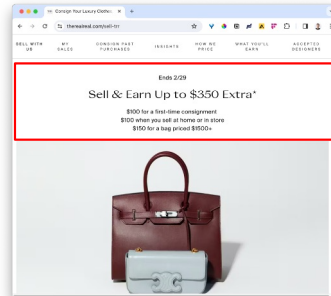 Consign Your Luxury Clothes
therealreal.com/sell-trr
SELL WITH US
MY SALES
CONSIGN PAST PURCHASES
INSIGHTS
HOW WE PRICE
WHAT YOU'LL EARN
ACCEPTED DESIGNERS
Ends 2/29
Sell & Earn Up to $350 Extra*
$100 for a first-time consignment
$100 when you sell at home or in store
$150 for a bag priced $1500+